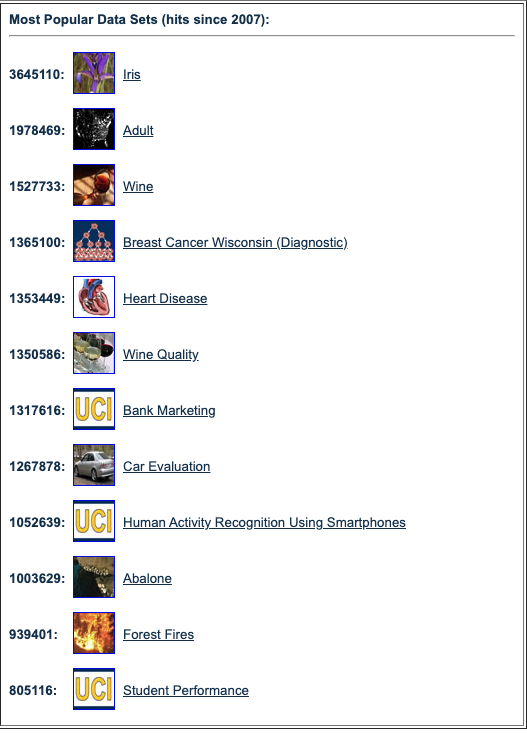 Most Popular Data Sets (hits since 2007):
3645110: Iris
1978469: Adult
1527733: Wine
1365100: Breast Cancer Wisconsin (Diagnostic)
1353449: Heart Disease
1350586: Wine Quality
1317616: UCI Bank Marketing
1267878: Car Evaluation
1052639: UCI Human Activity Recognition Using Smartphones
1003629: Abalone
939401: Forest Fires
805116: UCI Student Performance